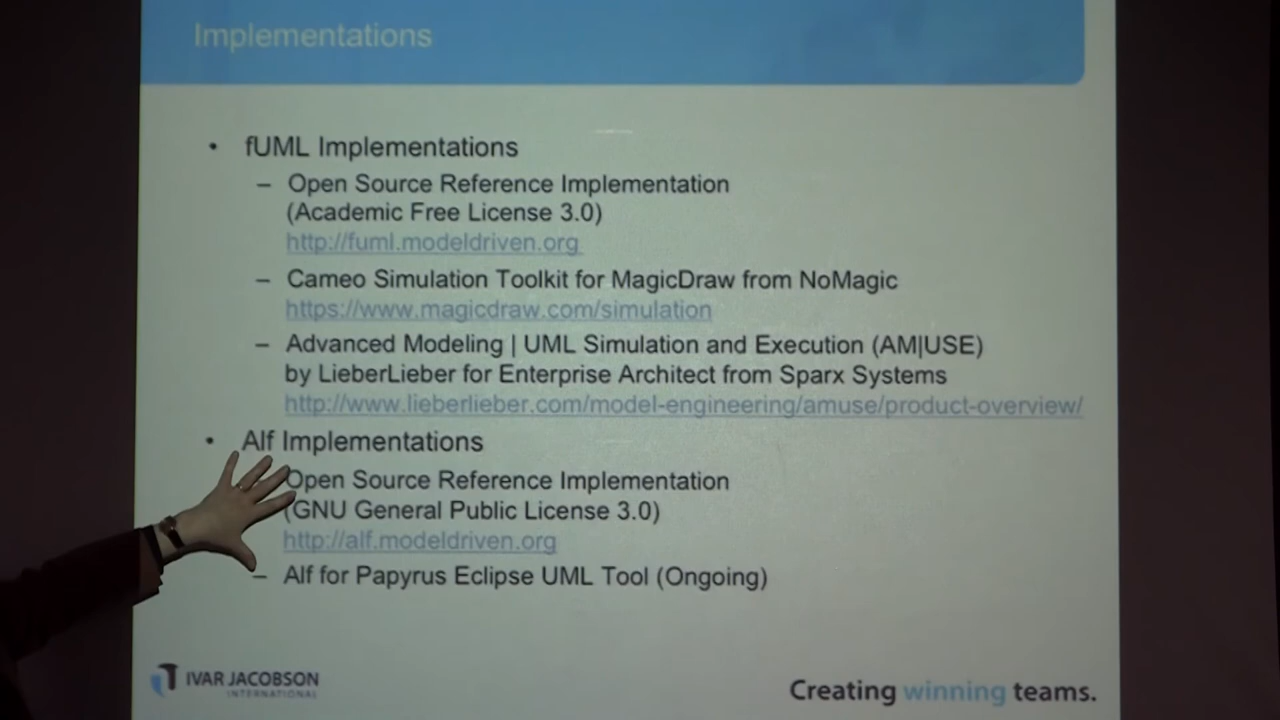 Implementations
• fUML Implementations
– Open Source Reference Implementation
(Academic Free License 3.0)
http://fuml.modeldriven.org
– Cameo Simulation Toolkit for MagicDraw from NoMagic
https://www.magicdraw.com/simulation
– Advanced Modeling | UML Simulation and Execution (AM|USE)
by LieberLieber for Enterprise Architect from Sparx Systems
http://www.lieberlieber.com/model-engineering/amuse/product-overview/
• Alf Implementations
Open Source Reference Implementation
(GNU General Public License 3.0)
http://alf.modeldriven.org
– Alf for Papyrus Eclipse UML Tool (Ongoing)
IVAR JACOBSON
INTERNATIONAL
Creating winning teams.